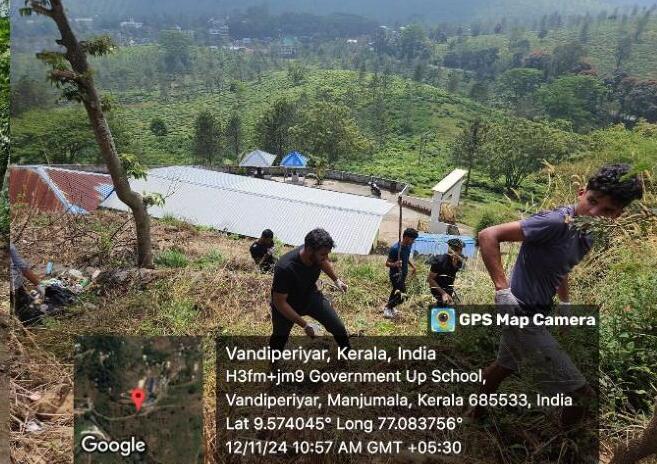 GPS Map Camera
Vandiperiyar, Kerala, India
H3fm+jm9 Government Up School,
Vandiperiyar, Manjumala, Kerala 685533, India
Lat 9.574045° Long 77.083756°
12/11/24 10:57 AM GMT +05:30
Google